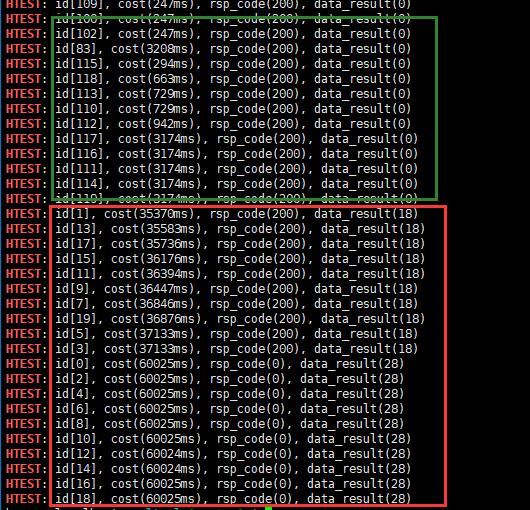 HTEST: id[109], cost(247ms), rsp_code(200), data_result(0)
HTEST: id[100], cost(247ms), rsp_code(200), data_result(0)
HTEST: id[102], cost(247ms), rsp_code(200), data_result(0)
HTEST: id[83], cost(3208ms), rsp_code(200), data_result(0)
HTEST: id[115], cost(294ms), rsp_code(200), data_result(0)
HTEST: id[118], cost(663ms), rsp_code(200), data_result(0)
HTEST: id[113], cost(729ms), rsp_code(200), data_result(0)
HTEST: id[110], cost(729ms), rsp_code(200), data_result(0)
HTEST: id[112], cost(942ms), rsp_code(200), data_result(0)
HTEST: id[117], cost(3174ms), rsp_code(200), data_result(0)
HTEST: id[116], cost(3174ms), rsp_code(200), data_result(0)
HTEST: id[111], cost(3174ms), rsp_code(200), data_result(0)
HTEST: id[114], cost(3174ms), rsp_code(200), data_result(0)
HTEST: id[119], cost(3174ms), rsp_code(200), data_result(0)
HTEST: id[1], cost(35370ms), rsp_code(200), data_result(18)
HTEST: id[13], cost(35583ms), rsp_code(200), data_result(18)
HTEST: id[17], cost(35736ms), rsp_code(200), data_result(18)
HTEST: id[15], cost(36176ms), rsp_code(200), data_result(18)
HTEST: id[11], cost(36394ms), rsp_code(200), data_result(18)
HTEST: id[9], cost(36447ms), rsp_code(200), data_result(18)
HTEST: id[7], cost(36846ms), rsp_code(200), data_result(18)
HTEST: id[19], cost(36876ms), rsp_code(200), data_result(18)
HTEST: id[5], cost(37133ms), rsp_code(200), data_result(18)
HTEST: id[3], cost(37133ms), rsp_code(200), data_result(18)
HTEST: id[0], cost(60025ms), rsp_code(0), data_result(28)
HTEST: id[2], cost(60025ms), rsp_code(0), data_result(28)
HTEST: id[4], cost(60025ms), rsp_code(0), data_result(28)
HTEST: id[6], cost(60025ms), rsp_code(0), data_result(28)
HTEST: id[8], cost(60025ms), rsp_code(0), data_result(28)
HTEST: id[10], cost(60025ms), rsp_code(0), data_result(28)
HTEST: id[12], cost(60024ms), rsp_code(0), data_result(28)
HTEST: id[14], cost(60024ms), rsp_code(0), data_result(28)
HTEST: id[16], cost(60025ms), rsp_code(0), data_result(28)
HTEST: id[18], cost(60025ms), rsp_code(0), data_result(28)